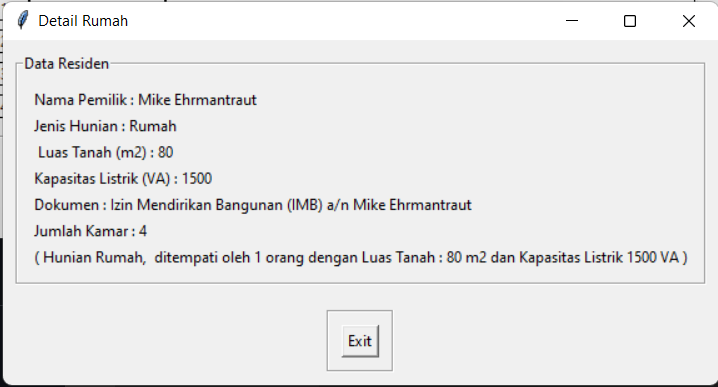 Detail Rumah
Data Residen
Nama Pemilik : Mike Ehrmantraut
Jenis Hunian : Rumah
Luas Tanah (m2) : 80
Kapasitas Listrik (VA) : 1500
Dokumen : Izin Mendirikan Bangunan (IMB) a/n Mike Ehrmantraut
Jumlah Kamar : 4
( Hunian Rumah,  ditempati oleh 1 orang dengan Luas Tanah : 80 m2 dan Kapasitas Listrik 1500 VA )
Exit